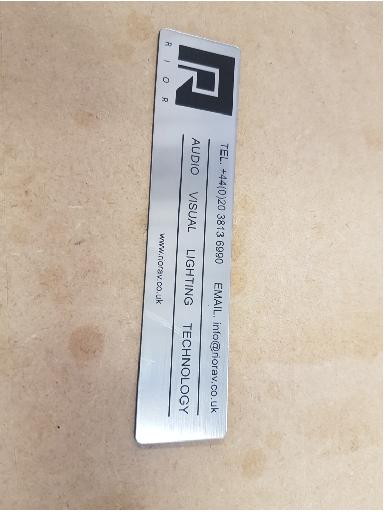 TEL. +44(0)20 3813 6990 EMAIL. info@riorav.co.uk
AUDIO VISUAL LIGHTING TECHNOLOGY
RIOR
www.riorav.co.uk